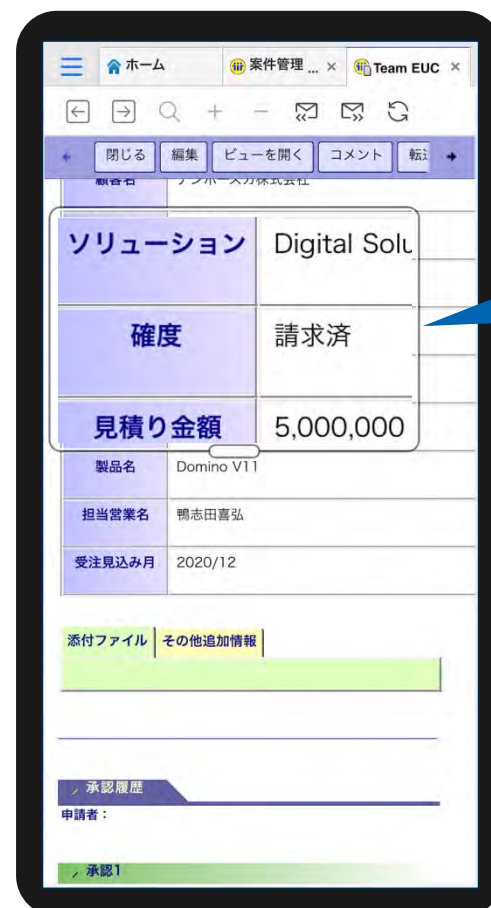 ホーム
案件管理 ...
×
Team EUC
×
閉じる
編集
ビューを開く
コメント
顧客名
ソリューション
Digital Solu
確度
請求済
見積り金額
5,000,000
製品名
Domino V11
担当営業名
鴨志田喜弘
受注見込み月
2020/12
添付ファイル
その他追加情報
承認履歴
申請者：
承認1